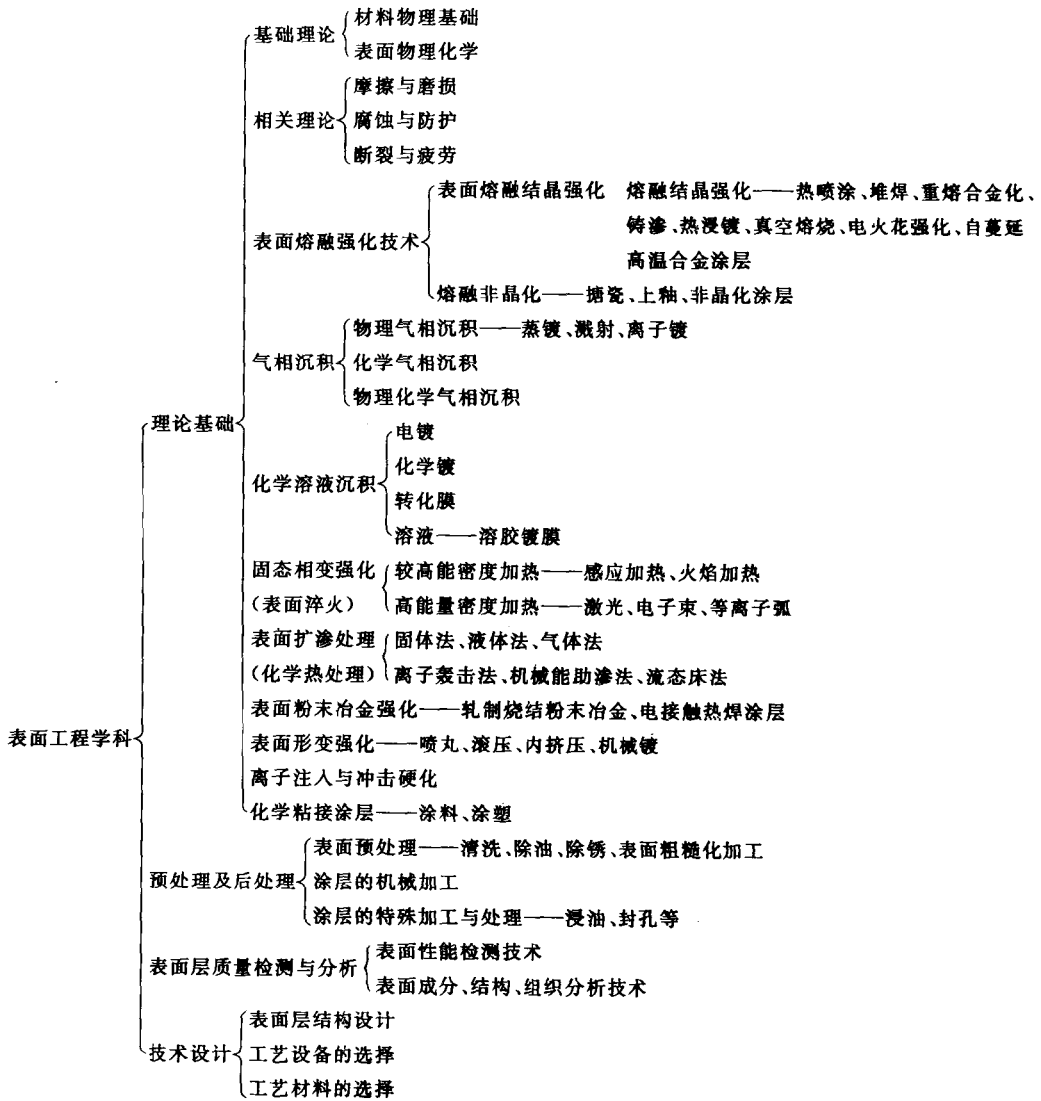 材料物理基础
基础理论
表面物理化学
摩擦与磨损
相关理论
腐蚀与防护
断裂与疲劳
表面熔融结晶强化 熔融结晶强化——热喷涂、堆焊、重熔合金化、
铸渗、热浸镀、真空熔烧、电火花强化、自蔓延
表面熔融强化技术
高温合金涂层
熔融非晶化——搪瓷、上釉、非晶化涂层
物理气相沉积——蒸镀、溅射、离子镀
气相沉积
化学气相沉积
物理化学气相沉积
理论基础
电镀
化学镀
化学溶液沉积
转化膜
溶液——溶胶镀膜
固态相变强化
较高能密度加热——感应加热、火焰加热
(表面淬火)
高能量密度加热——激光、电子束、等离子弧
表面扩渗处理
固体法、液体法、气体法
(化学热处理)
离子轰击法、机械能助渗法、流态床法
表面粉末冶金强化——轧制烧结粉末冶金、电接触热焊涂层
表面工程学科
表面形变强化——喷丸、滚压、内挤压、机械镀
离子注入与冲击硬化
化学粘接涂层——涂料、涂塑
表面预处理——清洗、除油、除锈、表面粗糙化加工
预处理及后处理
涂层的机械加工
涂层的特殊加工与处理——浸油、封孔等
表面性能检测技术
表面层质量检测与分析
表面成分、结构、组织分析技术
表面层结构设计
技术设计
工艺设备的选择
工艺材料的选择